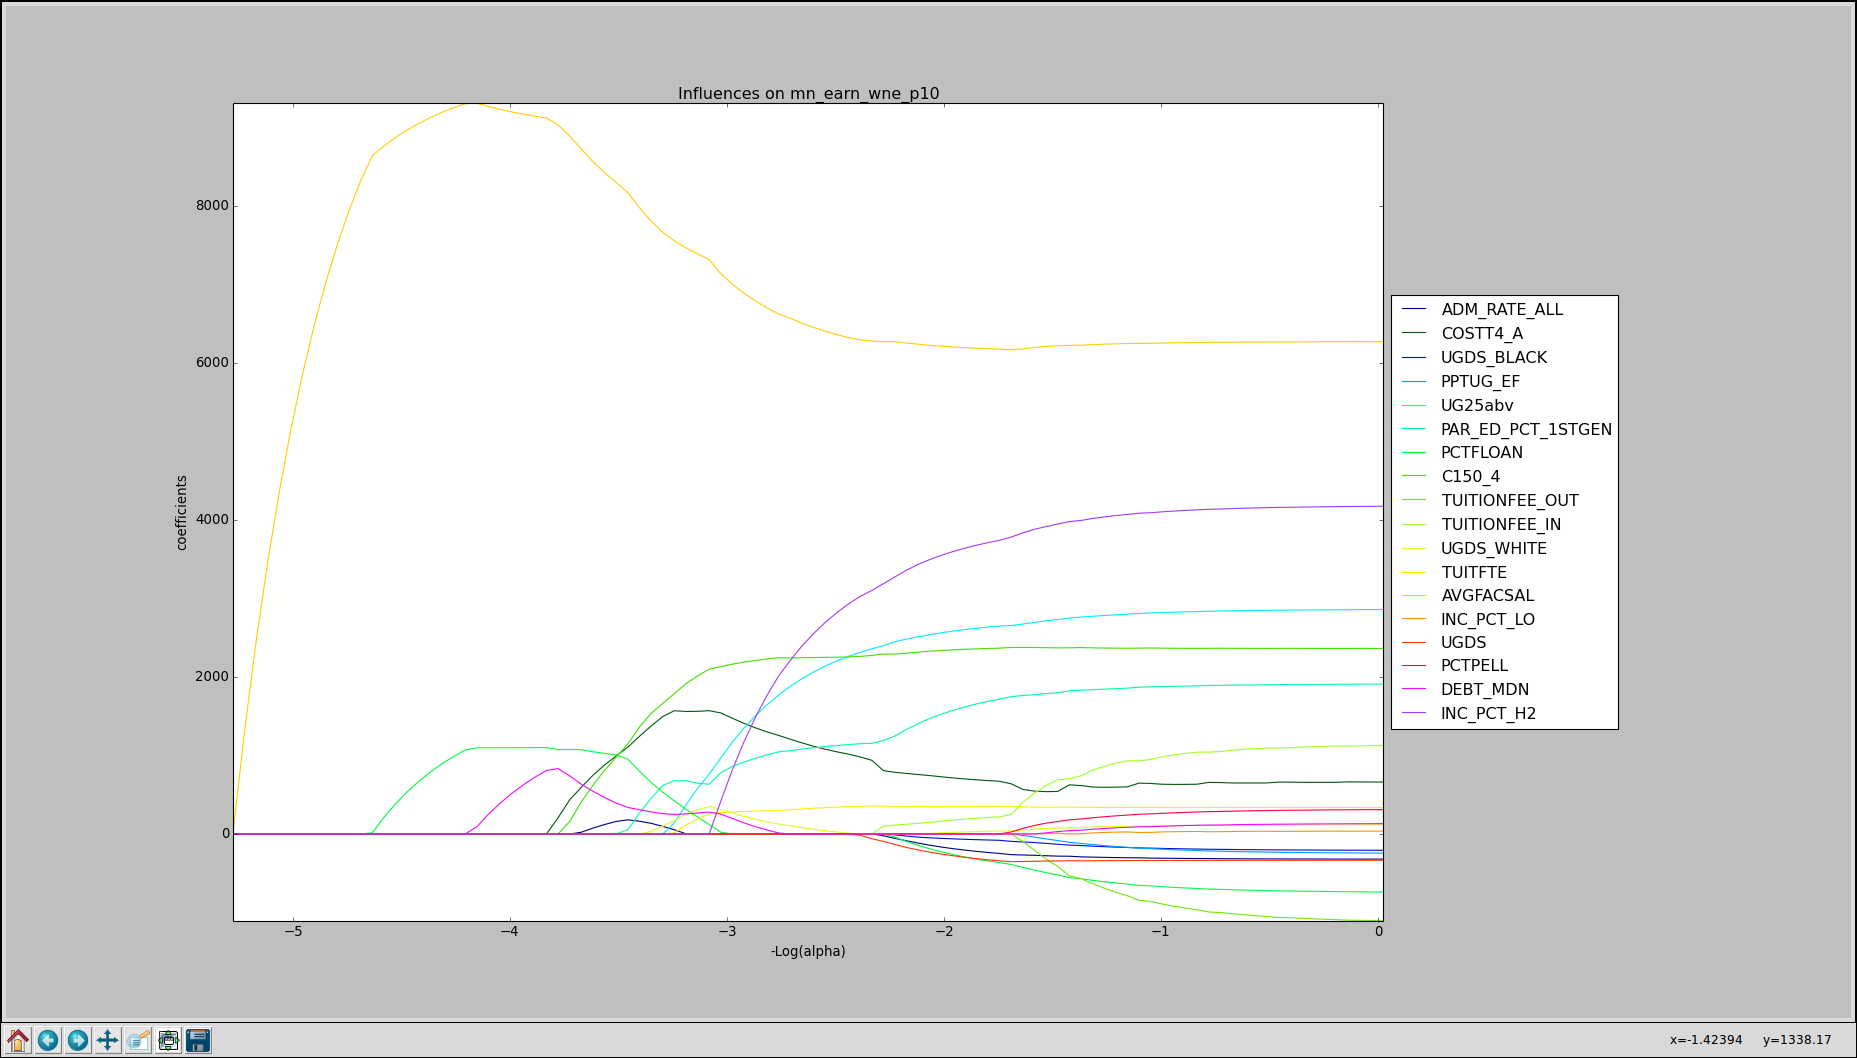 Influences on mn_earn_wne_p10
8000
6000
4000
2000
0
coefficients
−5
−4
−3
−2
−1
0
-Log(alpha)
ADM_RATE_ALL
COSTT4_A
UGDS_BLACK
PPTUG_EF
UG25abv
PAR_ED_PCT_1STGEN
PCTFLOAN
C150_4
TUITIONFEE_OUT
TUITIONFEE_IN
UGDS_WHITE
TUITFTE
AVGFACSAL
INC_PCT_LO
UGDS
PCTPELL
DEBT_MDN
INC_PCT_H2
x=-1.42394 y=1338.17